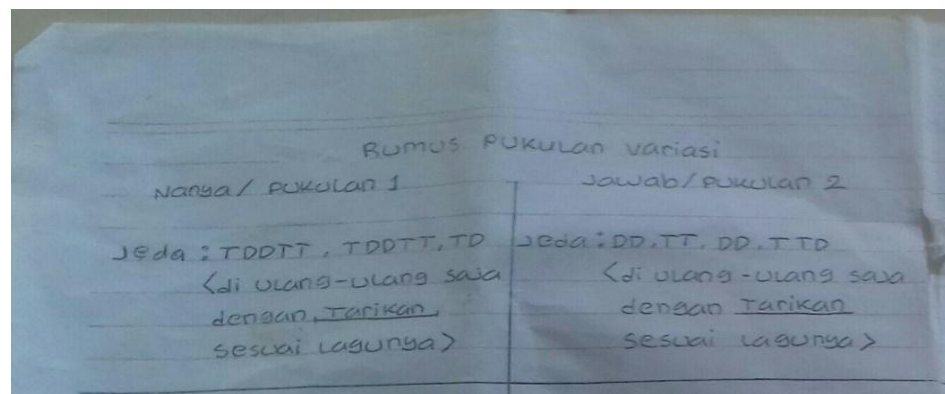 Rumus Pukulan Variasi
Nanya/ Pukulan 1
Jeda : TDDTT, TDDTT, TD
<di ulang-ulang saja
dengan Tarikan
sesuai lagunya>
Jawab/Pukulan 2
Jeda : DD, TT, DD, TTD
<di ulang-ulang saja
dengan Tarikan
sesuai lagunya>